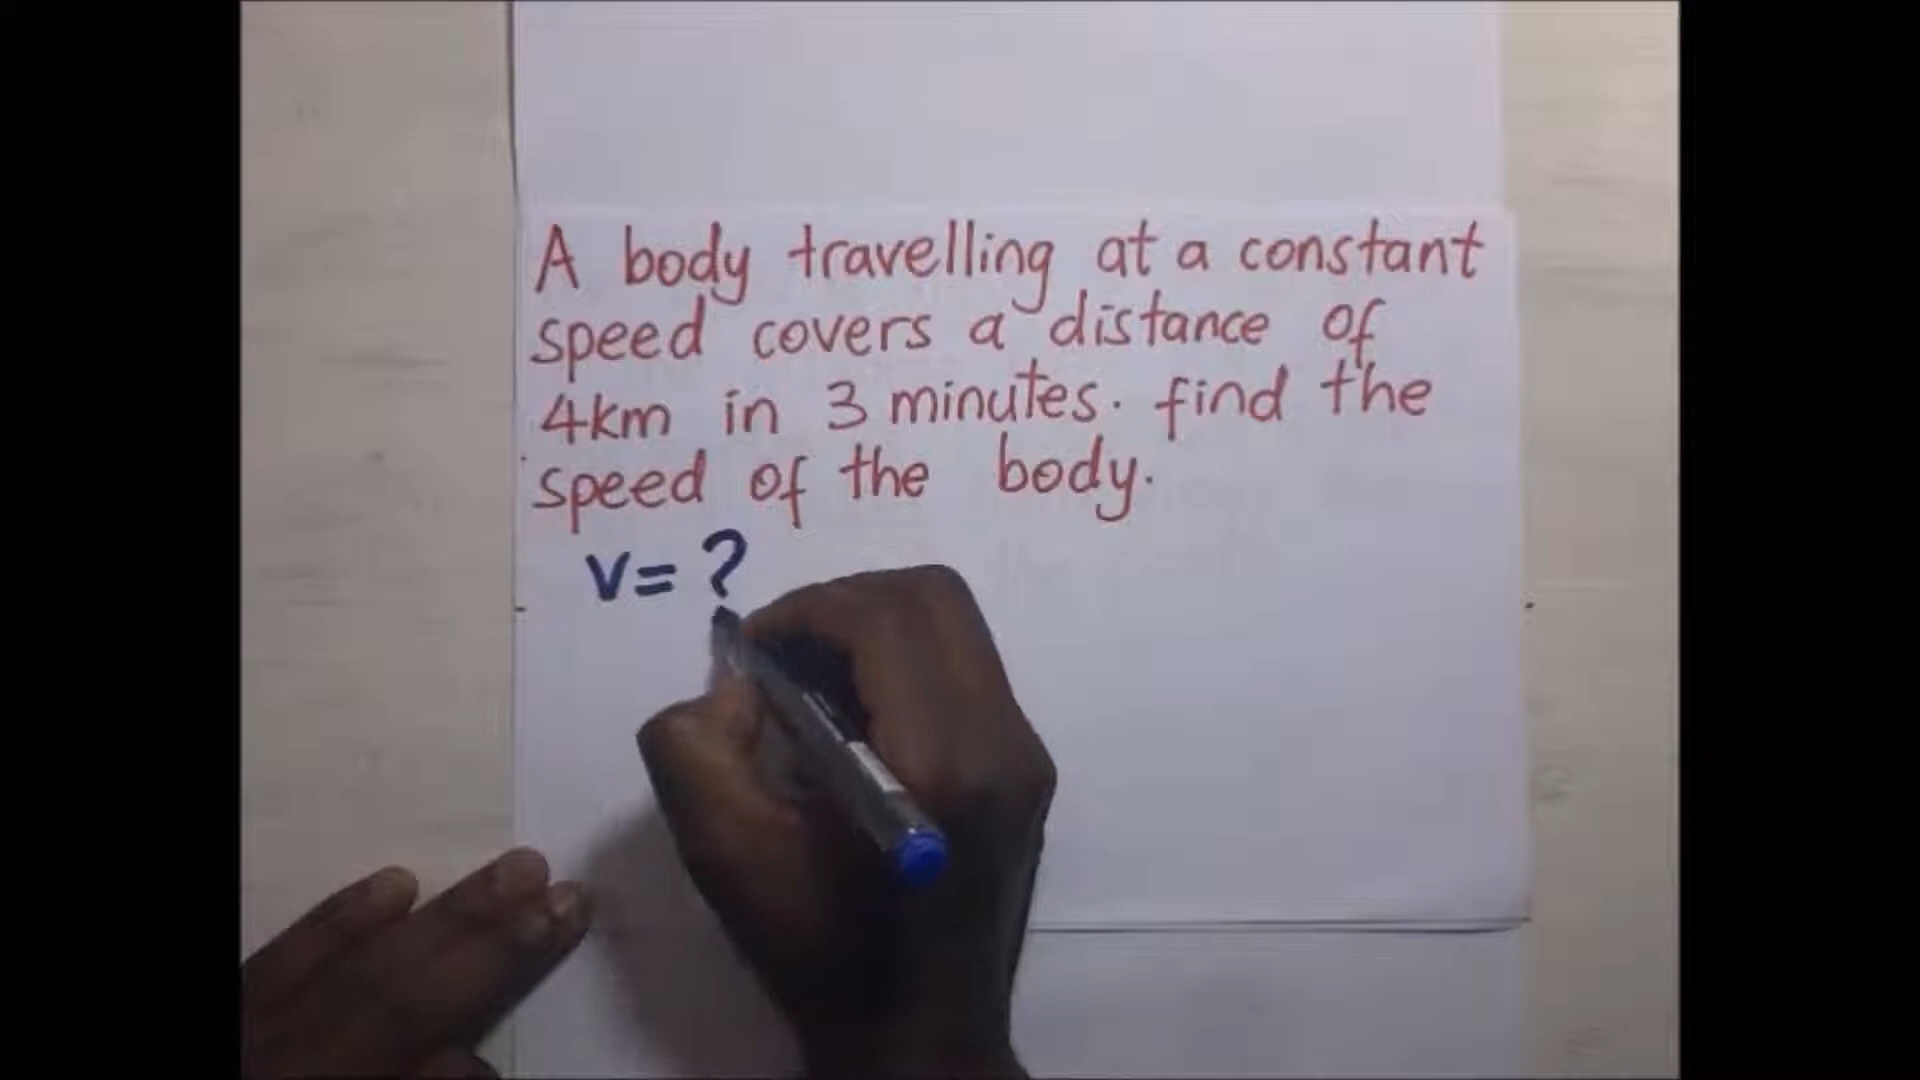 A body travelling at a constant
speed covers a distance of
4km in 3 minutes. find the
speed of the body.
v= ?